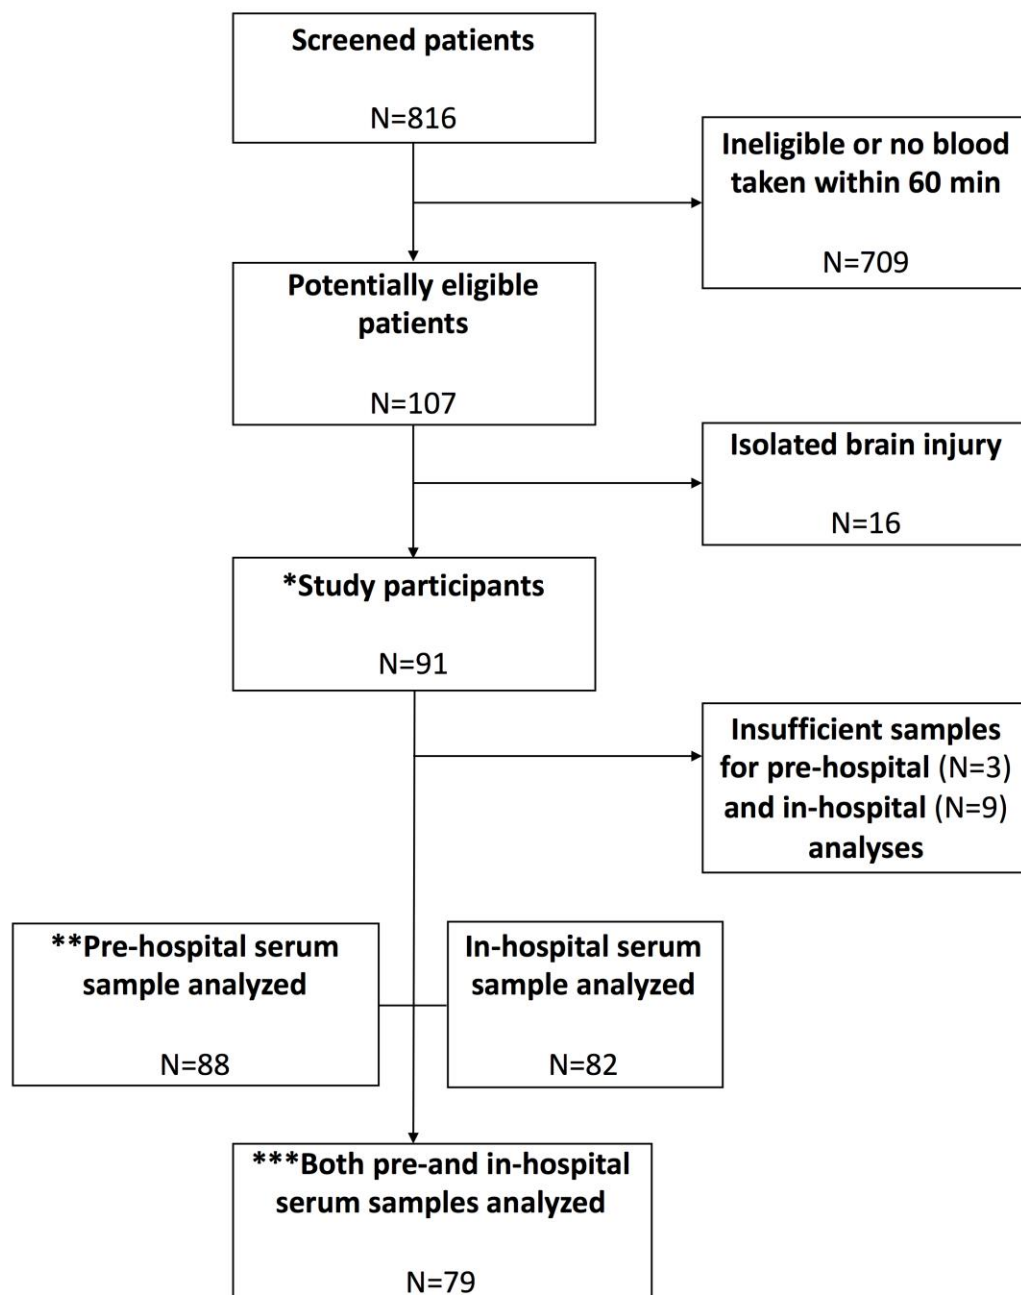 Screened patients
N=816
Ineligible or no blood
taken within 60 min
N=709
Potentially eligible
patients
N=107
Isolated brain injury
N=16
*Study participants
N=91
Insufficient samples
for pre-hospital (N=3)
and in-hospital (N=9)
analyses
**Pre-hospital serum
sample analyzed
N=88
In-hospital serum
sample analyzed
N=82
***Both pre-and in-hospital
serum samples analyzed
N=79